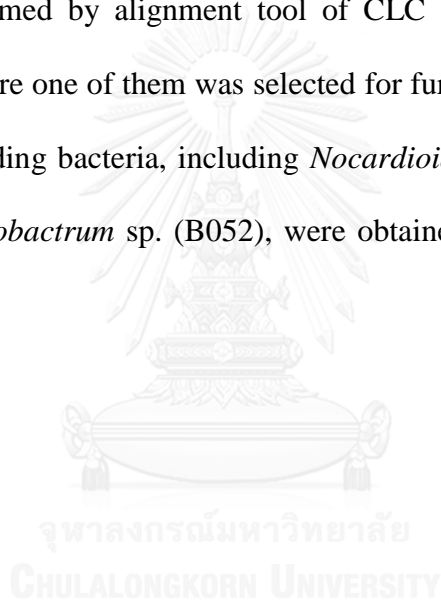 med by alignment tool of CLC
re one of them was selected for fur
ding bacteria, including Nocardioi
obactrum sp. (B052), were obtaine
จุฬาลงกรณ์มหาวิทยาลัย
CHULALONGKORN UNIVERSITY